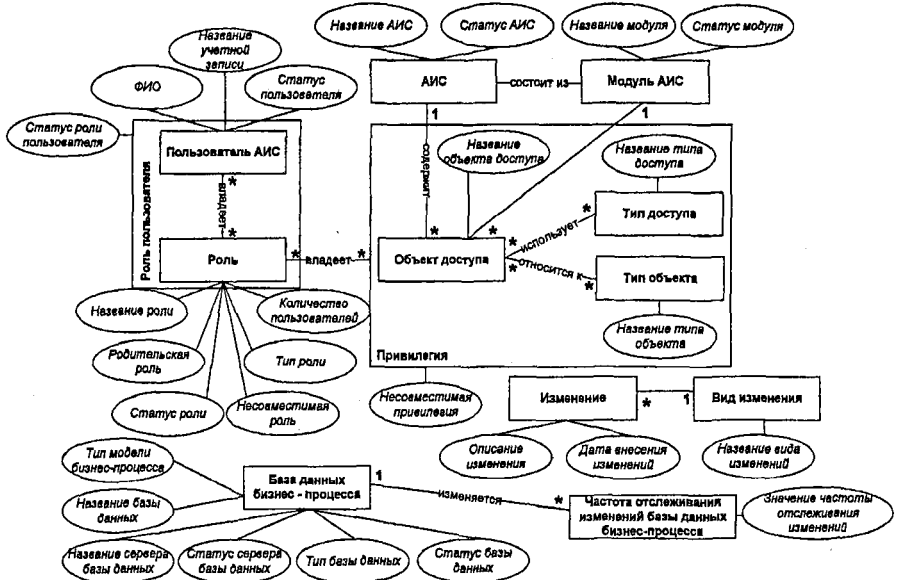 Название
учетной
записи
Название АИС
Статус АИС
Название модуля
Статус модуля
ФИО
Статус
пользователя
АИС
состоит из
Модуль АИС
1
1
Статус роли
пользователя
Роль пользователя
Пользователь АИС
*
владеет
*
Роль
*
владеет
*
содержит
Название
объекта доступа
Название типа
доступа
*
*
Объект доступа
*
использует
*
Тип доступа
*
относится к
*
Тип объекта
Название типа
объекта
Привилегия
Название роли
Количество
пользователей
Родительская
роль
Тип роли
Статус роли
Несовместимая
роль
Несовместимая
привилегия
Изменение
*
1
Вид изменения
Описание
изменения
Дата внесения
изменений
Название вида
изменений
Тип модели
бизнес-процесса
Название базы
данных
База данных
бизнес - процесса
1
изменяется
*
Частота отслеживания
изменений базы данных
бизнес-процесса
Значение частоты
отслеживания
изменений
Название сервера
базы данных
Статус сервера
базы данных
Тип базы данных
Статус базы
данных